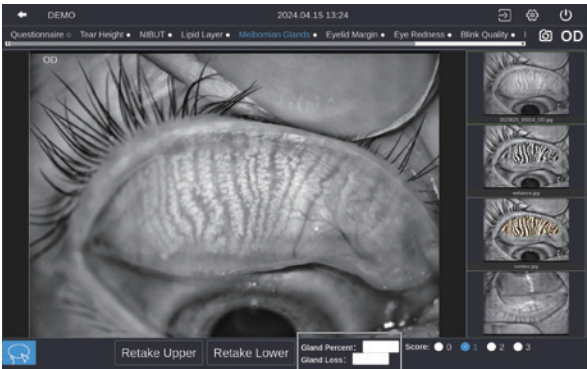 DEMO 2024.04.15 13:24
Questionnaire Tear Height NIBUT Lipid Layer Meibomian Glands Eyelid Margin Eye Redness Blink Quality OD
OD
enhance.jpg
contour.jpg
Retake Upper Retake Lower Gland Percent: Score: 0 1 2 3
Gland Loss: